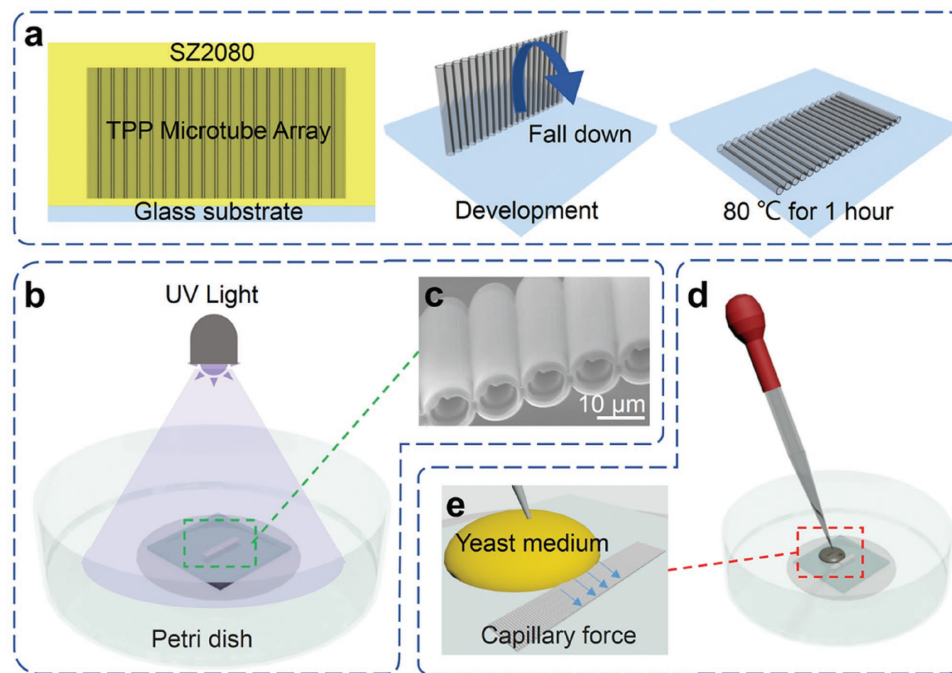 a
SZ2080
TPP Microtube Array
Glass substrate
Fall down
Development
80 ℃ for 1 hour
b
UV Light
Petri dish
c
10 µm
d
e
Yeast medium
Capillary force